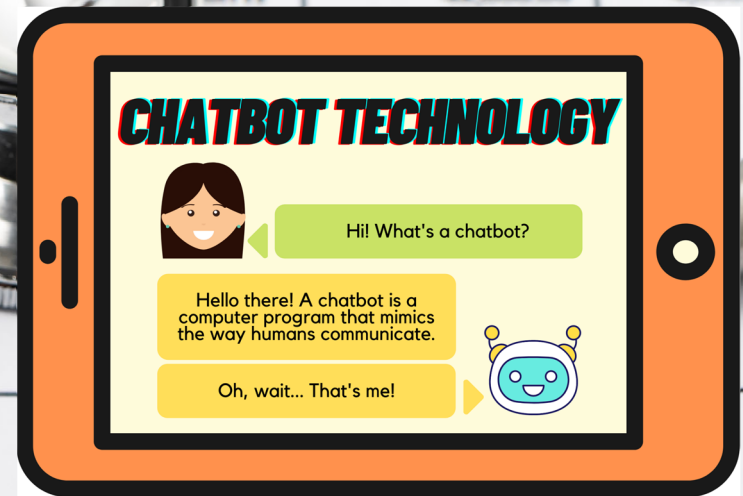 CHATBOT TECHNOLOGY
Hi! What's a chatbot?
Hello there! A chatbot is a
computer program that mimics
the way humans communicate.
Oh, wait... That's me!